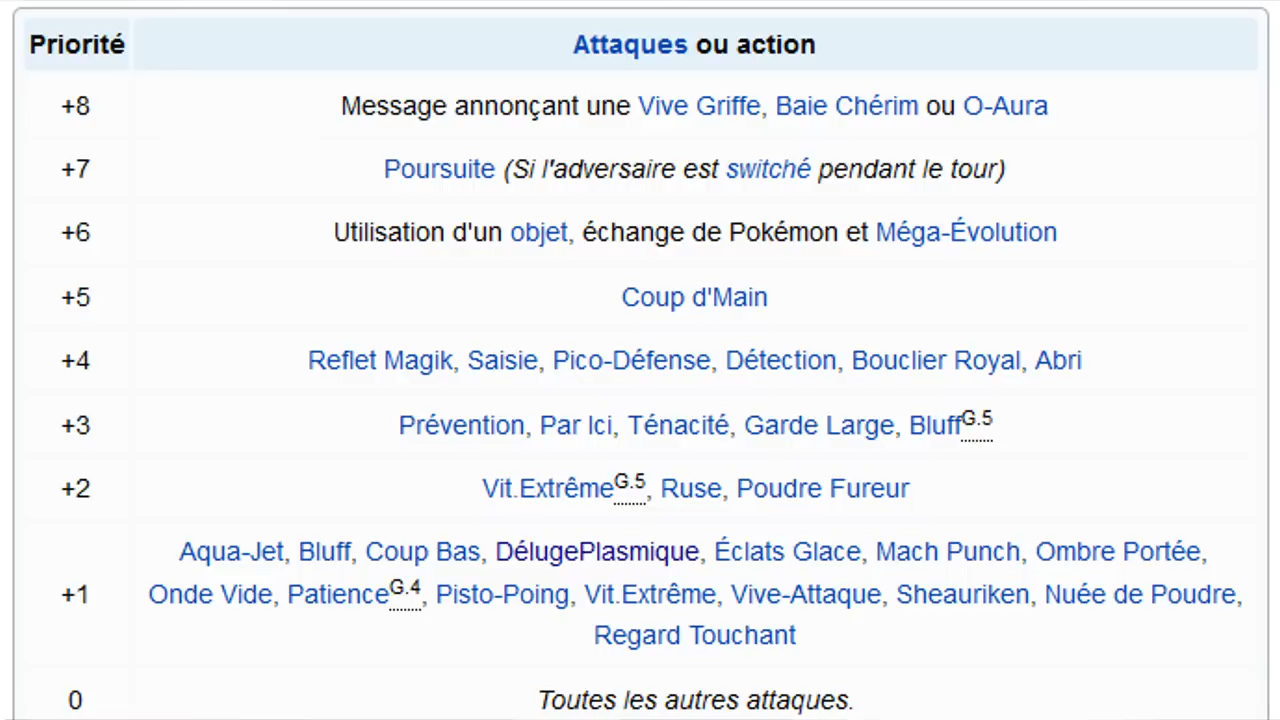 Priorité Attaques ou action
+8 Message annonçant une Vive Griffe, Baie Chérim ou O-Aura
+7 Poursuite (Si l'adversaire est switché pendant le tour)
+6 Utilisation d'un objet, échange de Pokémon et Méga-Évolution
+5 Coup d'Main
+4 Reflet Magik, Saisie, Pico-Défense, Détection, Bouclier Royal, Abri
+3 Prévention, Par Ici, Ténacité, Garde Large, BluffG.5
+2 Vit.ExtrêmeG.5, Ruse, Poudre Fureur
Aqua-Jet, Bluff, Coup Bas, DélugePlasmique, Éclats Glace, Mach Punch, Ombre Portée,
+1 Onde Vide, PatienceG.4, Pisto-Poing, Vit.Extrême, Vive-Attaque, Sheauriken, Nuée de Poudre,
Regard Touchant
0 Toutes les autres attaques.